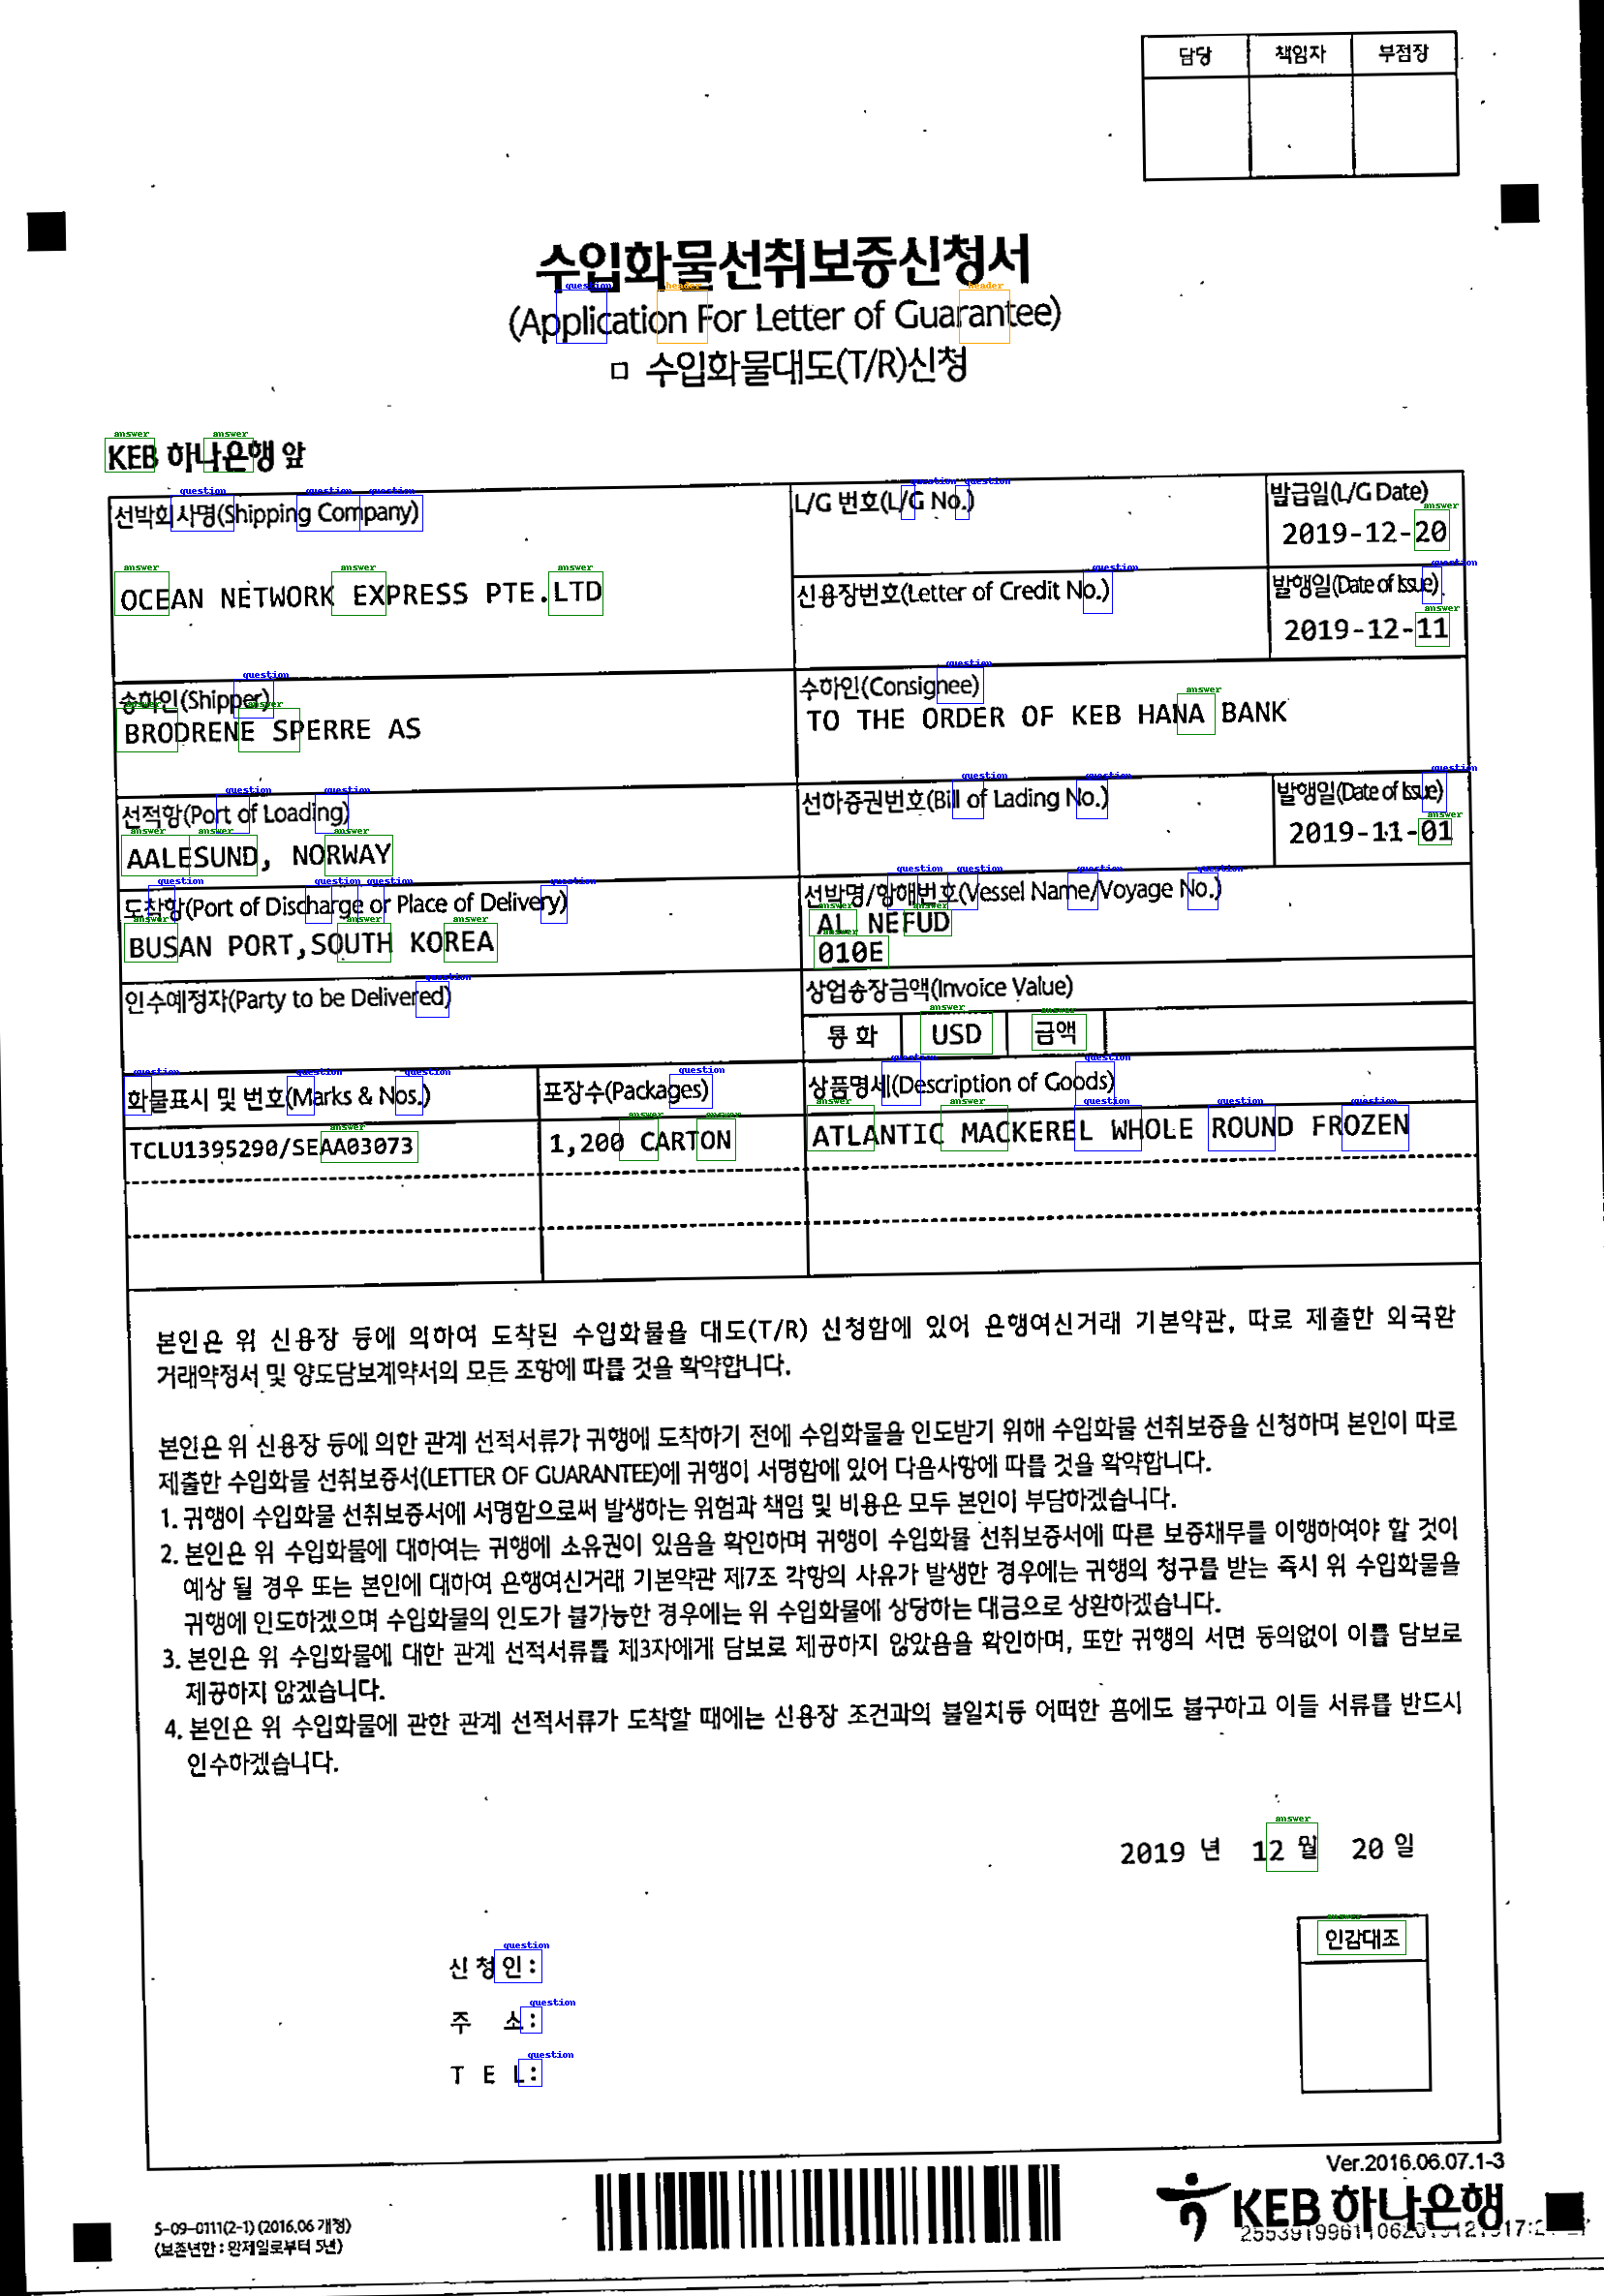 담당 책임자 부점장
수입화물선취보증신청서
(Application For Letter of Guarantee)
□ 수입화물대도(T/R)신청
KEB 하나은행 앞
선박회사명(Shipping Company)
L/G 번호(L/G No.)
발급일(L/G Date)
2019-12-20
OCEAN NETWORK EXPRESS PTE.LTD
신용장번호(Letter of Credit No.)
발행일(Date of Issue)
2019-12-11
송하인(Shipper)
BRODRENE SPERRE AS
수하인(Consignee)
TO THE ORDER OF KEB HANA BANK
선적항(Port of Loading)
AALESUND, NORWAY
선하증권번호(Bill of Lading No.)
발행일(Date of Issue)
2019-11-01
도착항(Port of Discharge or Place of Delivery)
BUSAN PORT,SOUTH KOREA
선박명/항해번호(Vessel Name/Voyage No.)
AL NEFUD
010E
인수예정자(Party to be Delivered)
상업송장금액(Invoice Value)
통 화 USD 금액
화물표시 및 번호(Marks & Nos.) 포장수(Packages) 상품명세(Description of Goods)
TCLU1395290/SEAA03073 1,200 CARTON ATLANTIC MACKEREL WHOLE ROUND FROZEN
본인은 위 신용장 등에 의하여 도착된 수입화물을 대도(T/R) 신청함에 있어 은행여신거래 기본약관, 따로 제출한 외국환
거래약정서 및 양도담보계약서의 모든 조항에 따를 것을 확약합니다.
본인은 위 신용장 등에 의한 관계 선적서류가 귀행에 도착하기 전에 수입화물을 인도받기 위해 수입화물 선취보증을 신청하며 본인이 따로
제출한 수입화물 선취보증서(LETTER OF GUARANTEE)에 귀행이 서명함에 있어 다음사항에 따를 것을 확약합니다.
1. 귀행이 수입화물 선취보증서에 서명함으로써 발생하는 위험과 책임 및 비용은 모두 본인이 부담하겠습니다.
2. 본인은 위 수입화물에 대하여는 귀행에 소유권이 있음을 확인하며 귀행이 수입화물 선취보증서에 따른 보증채무를 이행하여야 할 것이
예상 될 경우 또는 본인에 대하여 은행여신거래 기본약관 제7조 각항의 사유가 발생한 경우에는 귀행의 청구를 받는 즉시 위 수입화물을
귀행에 인도하겠으며 수입화물의 인도가 불가능한 경우에는 위 수입화물에 상당하는 대금으로 상환하겠습니다.
3. 본인은 위 수입화물에 대한 관계 선적서류를 제3자에게 담보로 제공하지 않았음을 확인하며, 또한 귀행의 서면 동의없이 이를 담보로
제공하지 않겠습니다.
4. 본인은 위 수입화물에 관한 관계 선적서류가 도착할 때에는 신용장 조건과의 불일치등 어떠한 흠에도 불구하고 이들 서류를 반드시
인수하겠습니다.
2019 년 12 월 20 일
인감대조
신 청 인 :
주 소 :
T E L :
Ver.2016.06.07.1-3
KEB 하나은행
S-09-0111(2-1) (2016.06 개정)
(보존년한 : 완제일로부터 5년)